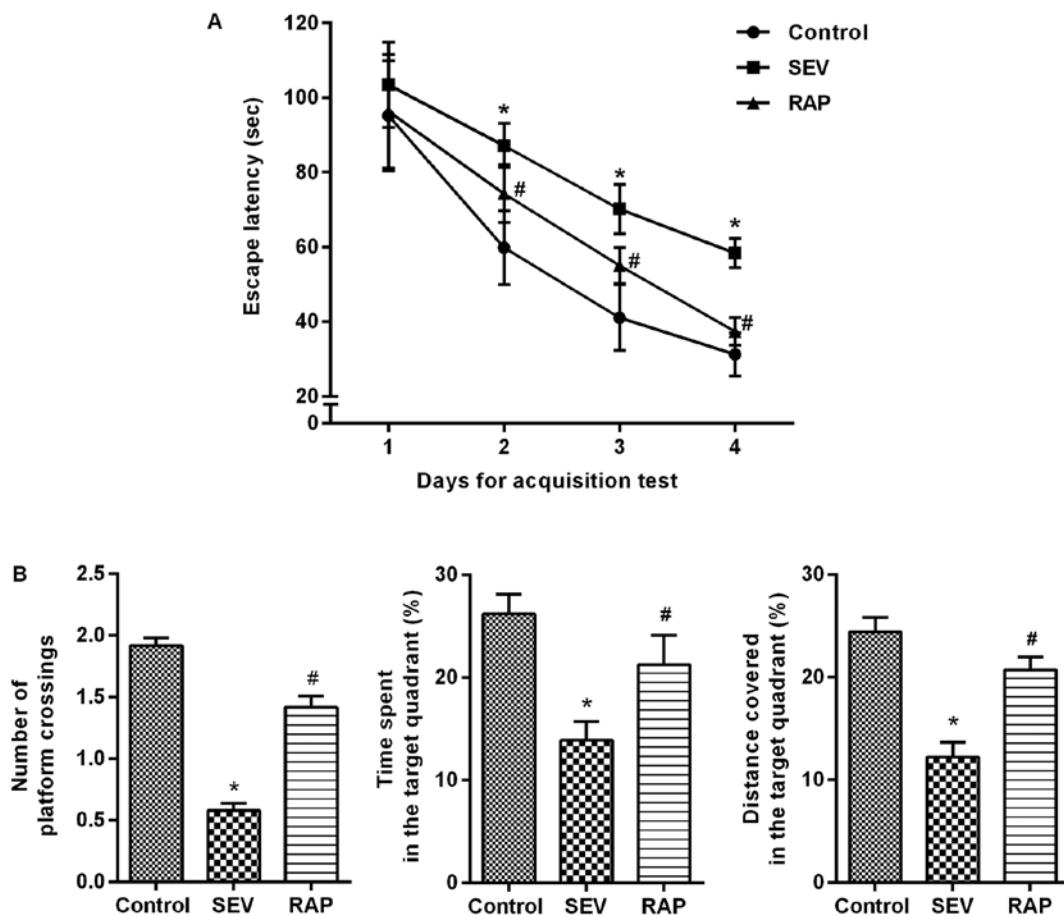 A
120
100
80
60
40
20
0
Escape latency (sec)
Control
SEV
RAP
*
*
*
#
#
#
1 2 3 4
Days for acquisition test
B
2.5
2.0
1.5
1.0
0.5
0.0
Number of
platform crossings
*
#
Control SEV RAP
30
20
10
0
Time spent
in the target quadrant (%)
*
#
Control SEV RAP
30
20
10
0
Distance covered
in the target quadrant (%)
*
#
Control SEV RAP